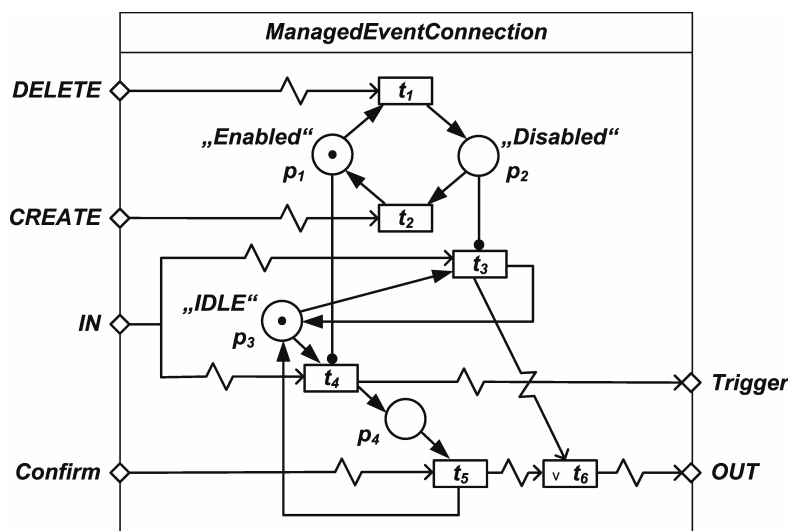 ManagedEventConnection
DELETE
t1
„Enabled“
„Disabled“
p1
p2
CREATE
t2
t3
„IDLE“
IN
p3
t4
Trigger
p4
Confirm
t5
v t6
OUT